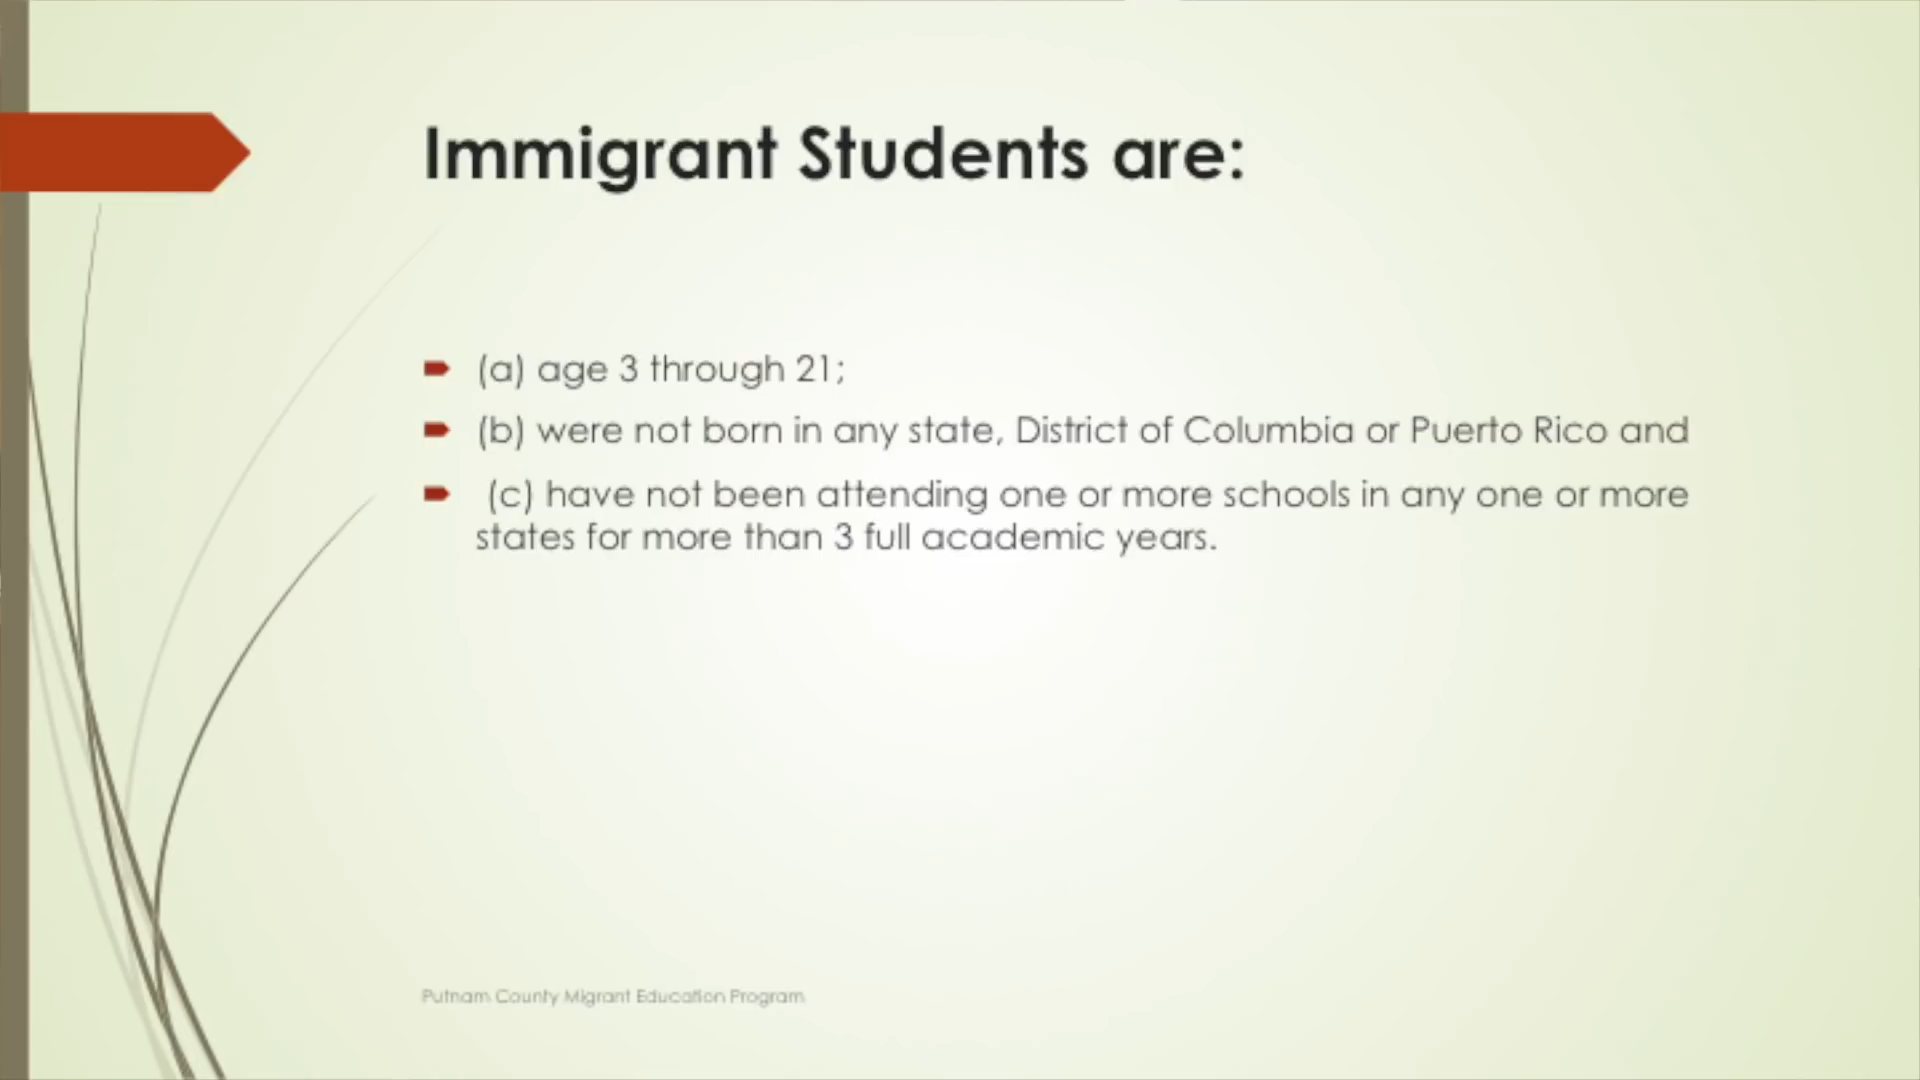 Immigrant Students are:
(a) age 3 through 21;
(b) were not born in any state, District of Columbia or Puerto Rico and
(c) have not been attending one or more schools in any one or more
states for more than 3 full academic years.
Putnam County Migrant Education Program